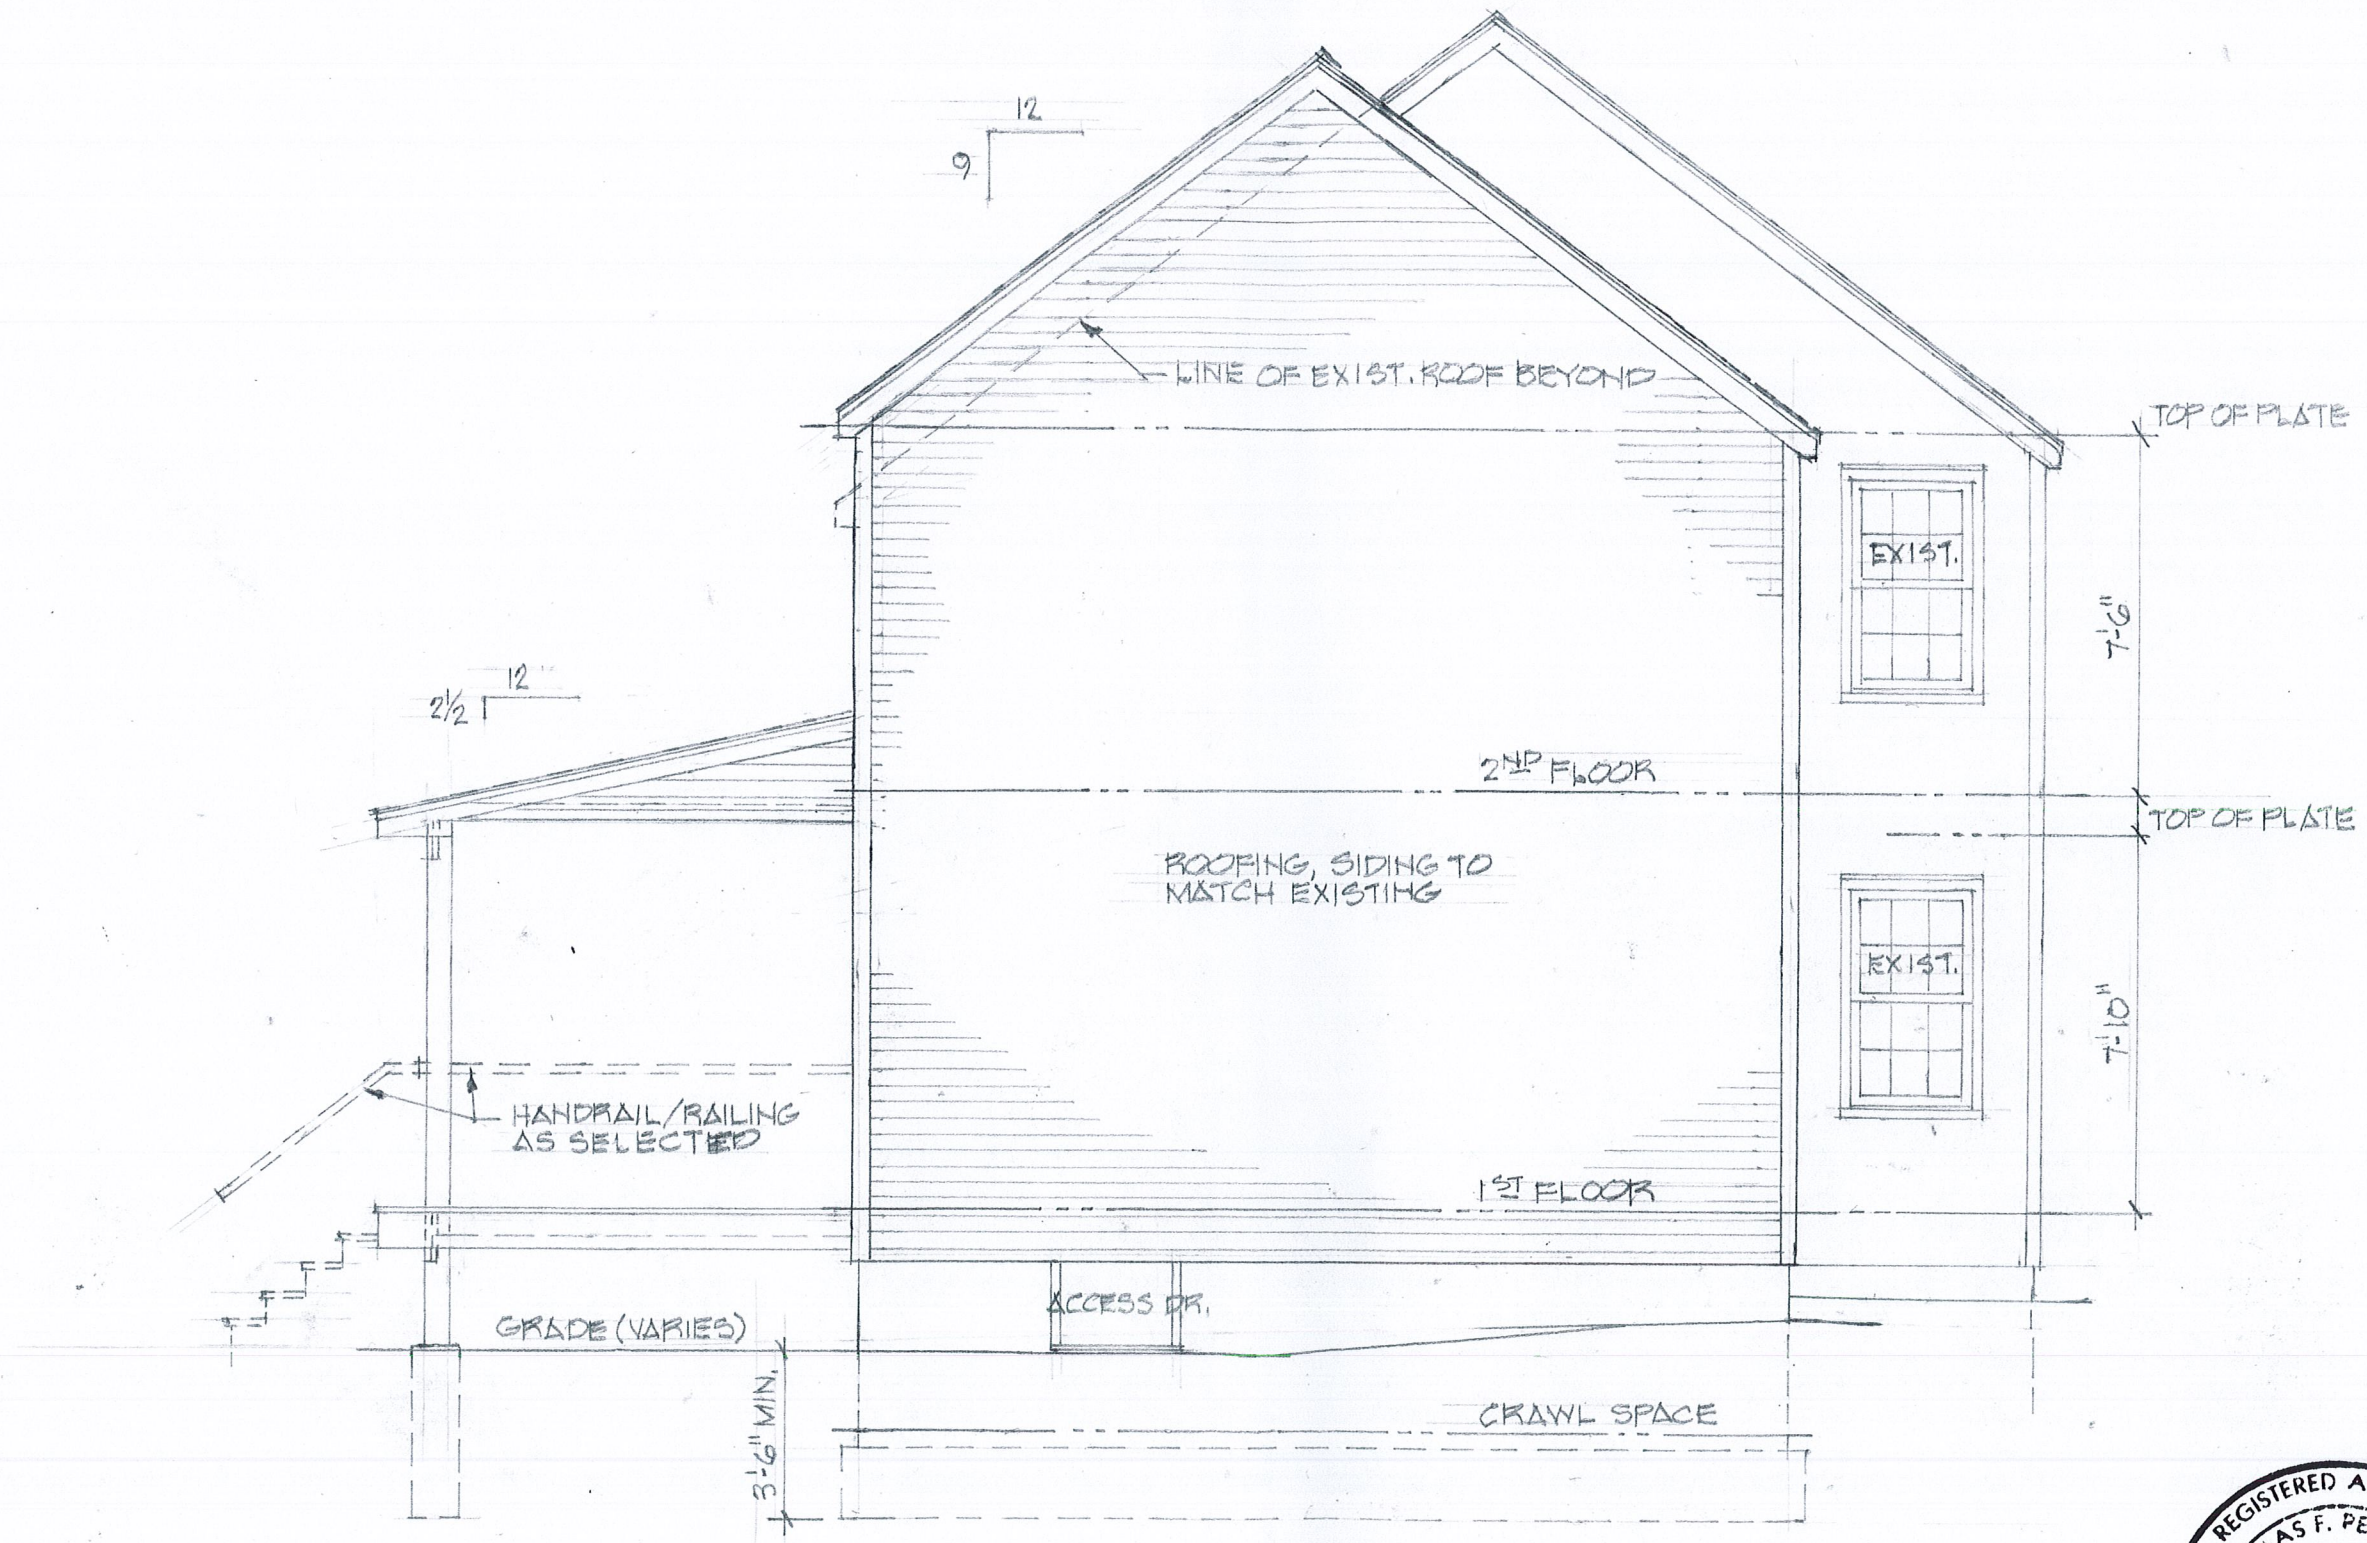 12
9
LINE OF EXIST. ROOF BEYOND
TOP OF PLATE
EXIST.
7'-6"
12
2½
2ND FLOOR
TOP OF PLATE
ROOFING, SIDING TO
MATCH EXISTING
EXIST.
7'-10"
HANDRAIL/RAILING
AS SELECTED
1ST FLOOR
ACCESS DR.
GRADE (VARIES)
3'-6" MIN.
CRAWL SPACE
REGISTERED A
AS F. PE